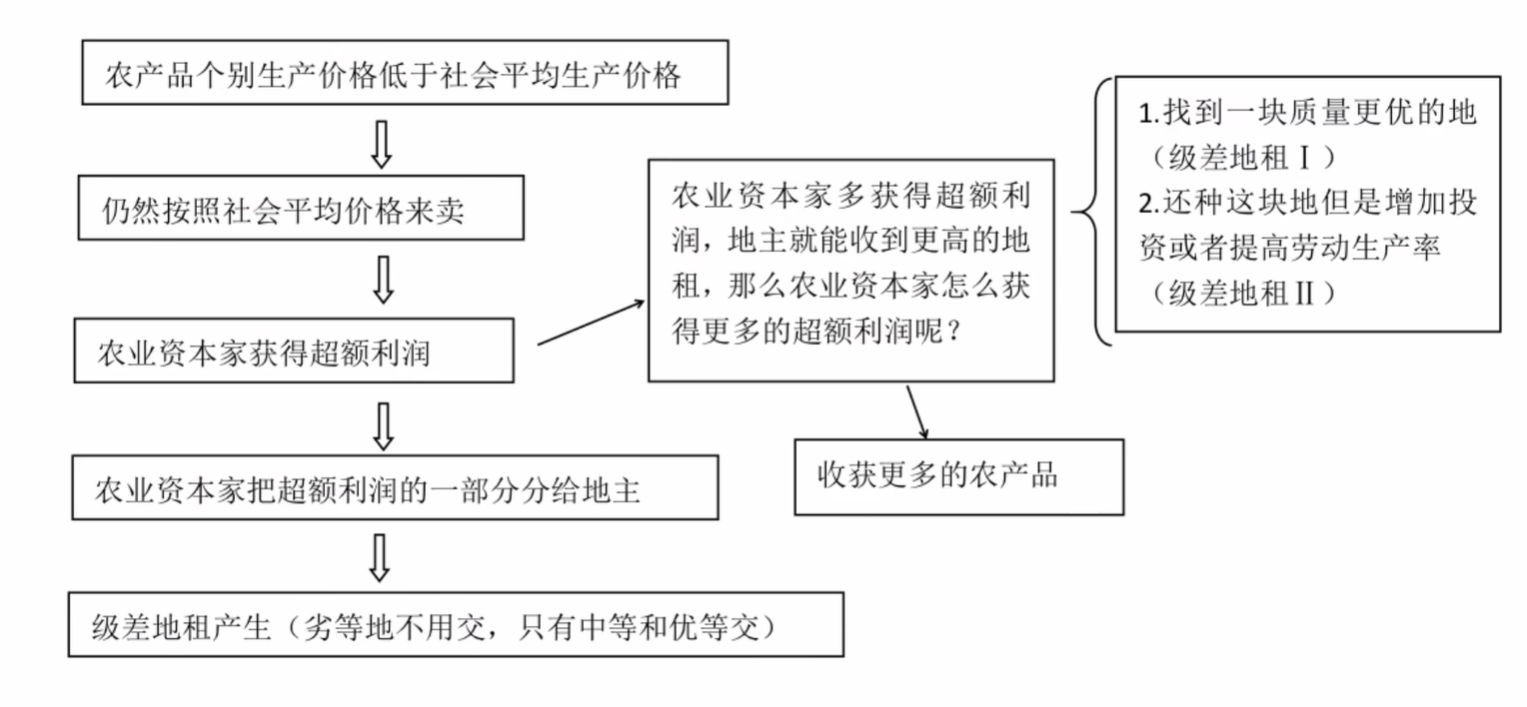 农产品个别生产价格低于社会平均生产价格
仍然按照社会平均价格来卖
农业资本家获得超额利润
农业资本家把超额利润的一部分分给地主
级差地租产生（劣等地不用交，只有中等和优等交）
农业资本家多获得超额利
润，地主就能收到更高的地
租，那么农业资本家怎么获
得更多的超额利润呢？
收获更多的农产品
1.找到一块质量更优的地
（级差地租Ⅰ）
2.还种这块地但是增加投
资或者提高劳动生产率
（级差地租Ⅱ）